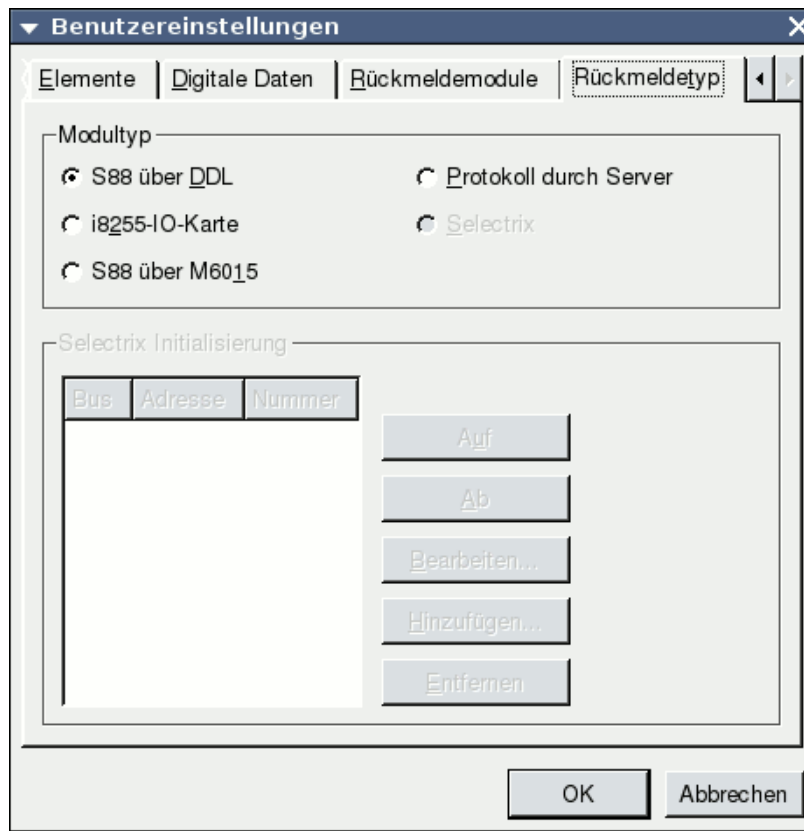 Benutzereinstellungen
Elemente Digitale Daten Rückmeldemodule Rückmeldetyp
Modultyp
S88 über DDL Protokoll durch Server
i8255-IO-Karte Selectrix
S88 über M6015
Selectrix Initialisierung
Bus Adresse Nummer
Auf
Ab
Bearbeiten...
Hinzufügen...
Entfernen
OK Abbrechen